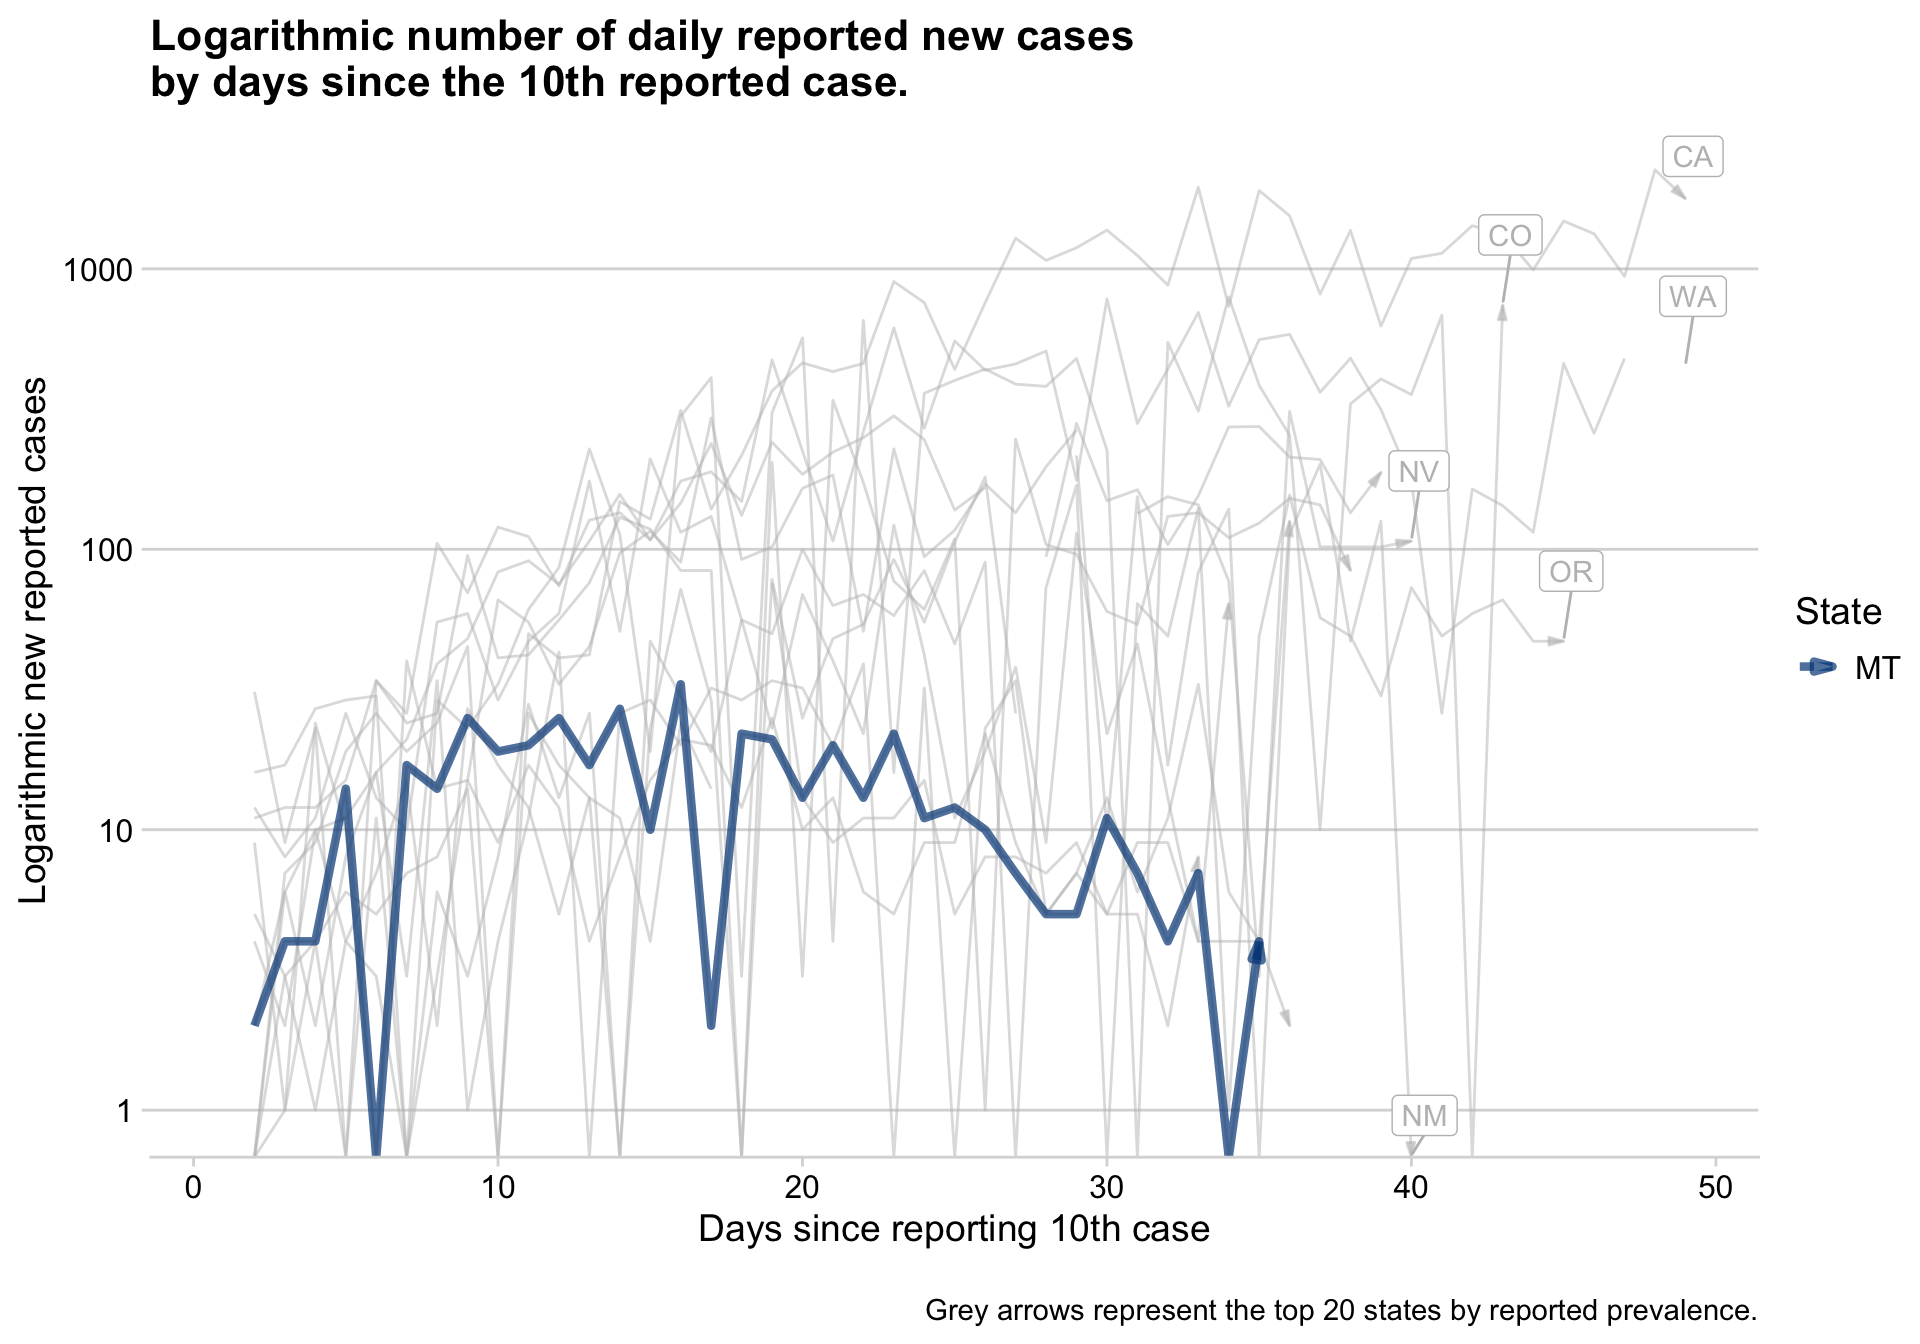 Logarithmic number of daily reported new cases
by days since the 10th reported case.
CA
CO
1000
WA
NV
100
OR
State
MT
10
1
NM
Logarithmic new reported cases
0 10 20 30 40 50
Days since reporting 10th case
Grey arrows represent the top 20 states by reported prevalence.